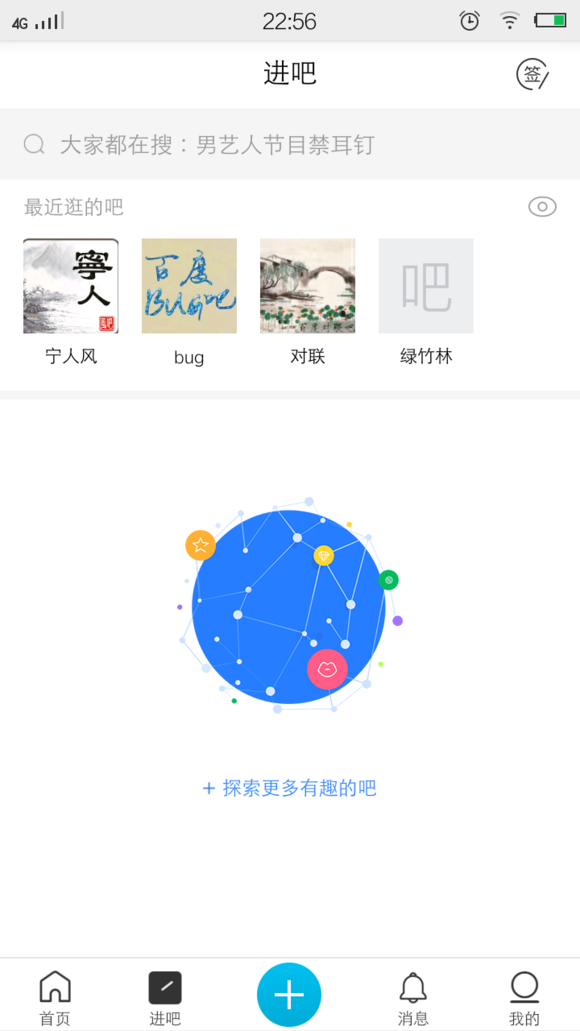 4G 22:56
进吧
签
大家都在搜：男艺人节目禁耳钉
最近逛的吧
寧人
百度
Bug吧
吧
宁人风 bug 对联 绿竹林
+ 探索更多有趣的吧
首页 进吧 消息 我的